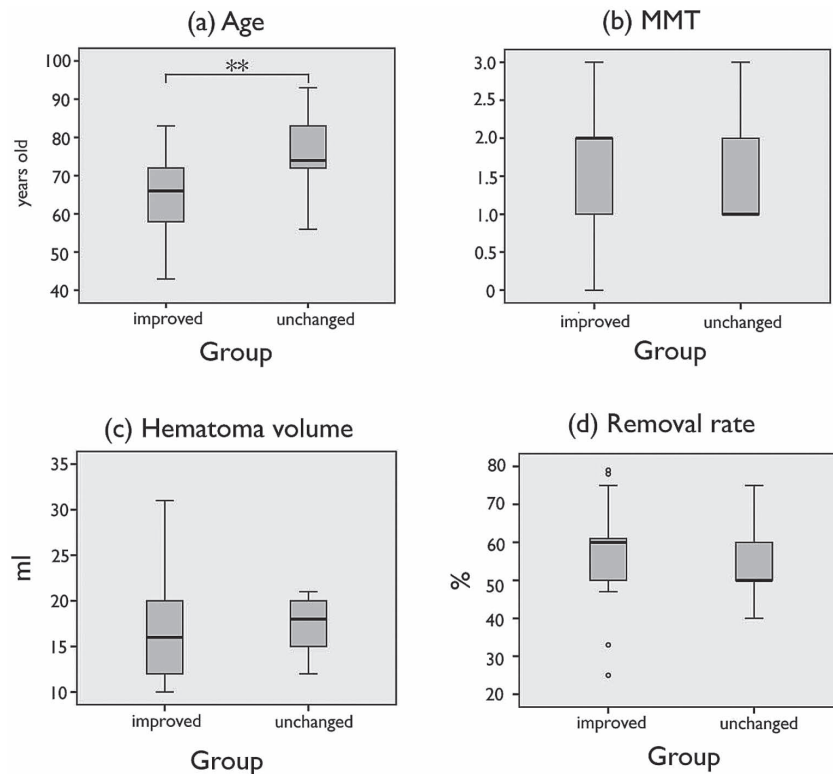 (a) Age
years old
100
90
80
70
60
50
40
**
improved
unchanged
Group
(b) MMT
3.0
2.5
2.0
1.5
1.0
0.5
0
improved
unchanged
Group
(c) Hematoma volume
ml
35
30
25
20
15
10
improved
unchanged
Group
(d) Removal rate
%
80
70
60
50
40
50
20
improved
unchanged
Group